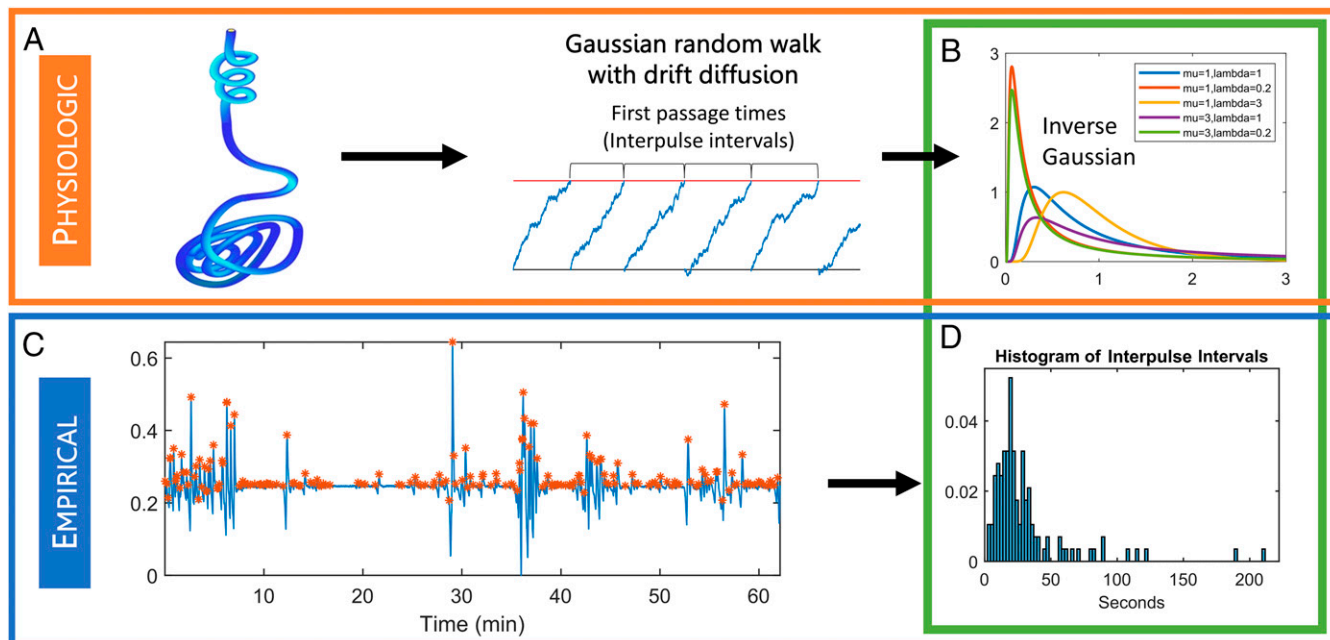 A
PHYSIOLOGIC
Gaussian random walk
with drift diffusion
First passage times
(Interpulse intervals)
B
3
2
1
0
0
1
2
3
mu=1,lambda=1
mu=1,lambda=0.2
mu=1,lambda=3
mu=3,lambda=1
mu=3,lambda=0.2
Inverse
Gaussian
C
EMPIRICAL
0.6
0.4
0.2
0
10
20
30
40
50
60
Time (min)
D
Histogram of Interpulse Intervals
0.04
0.02
0
0
50
100
150
200
Seconds